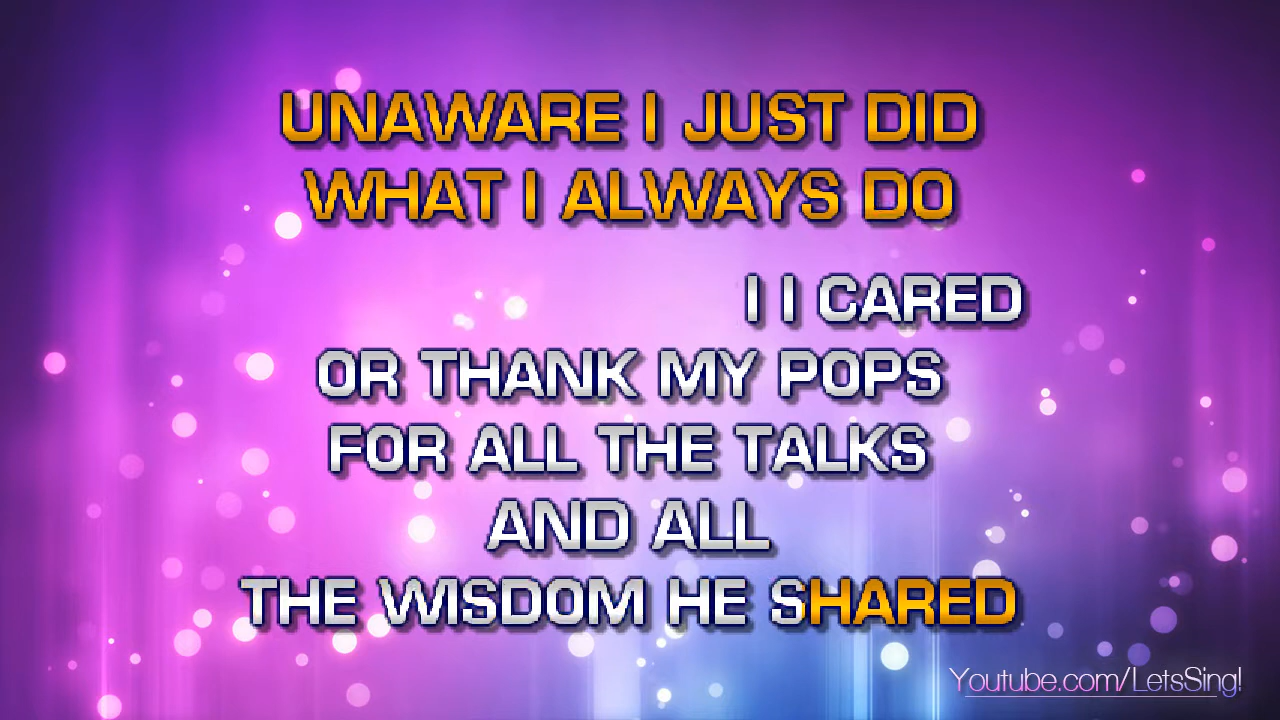 UNAWARE I JUST DID
WHAT I ALWAYS DO
I I CARED
OR THANK MY POPS
FOR ALL THE TALKS
AND ALL
THE WISDOM HE SHARED
Youtube.com/LetsSing!